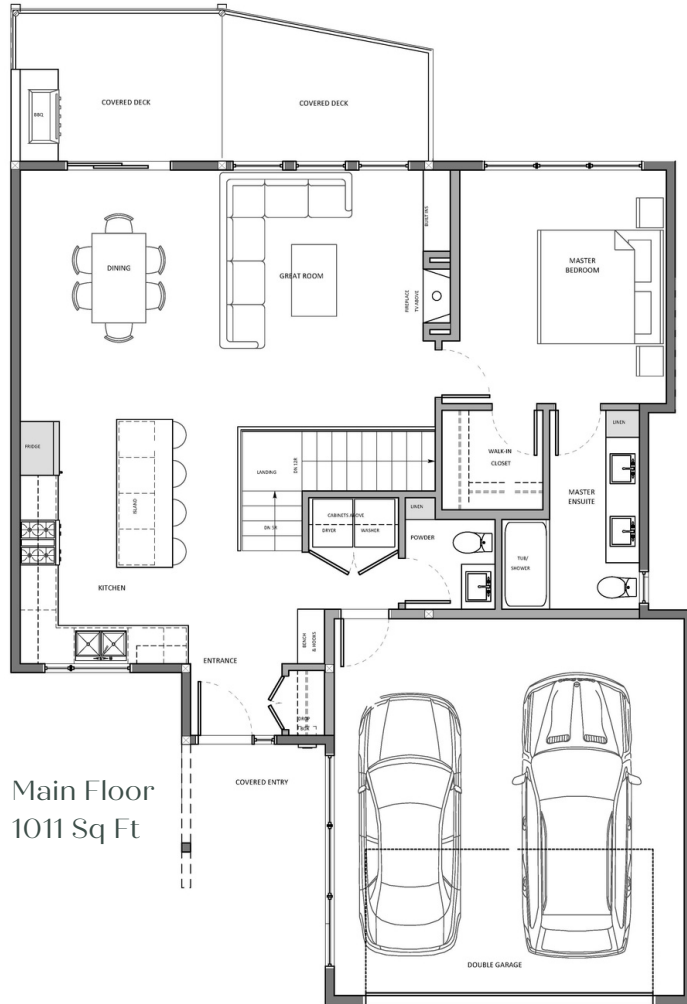 COVERED DECK
COVERED DECK
BBQ
BUILT INS
DINING
GREAT ROOM
MASTER
BEDROOM
FIREPLACE
TV ABOVE
FRIDGE
ISLAND
LANDING
DN 12R
DN 5R
WALK-IN
CLOSET
LINEN
MASTER
ENSUITE
CABINETS ABOVE
DRYER
WASHER
LINEN
POWDER
TUB/
SHOWER
KITCHEN
BENCH
& HOOKS
ENTRANCE
DROP
COVERED ENTRY
Main Floor
1011 Sq Ft
DOUBLE GARAGE